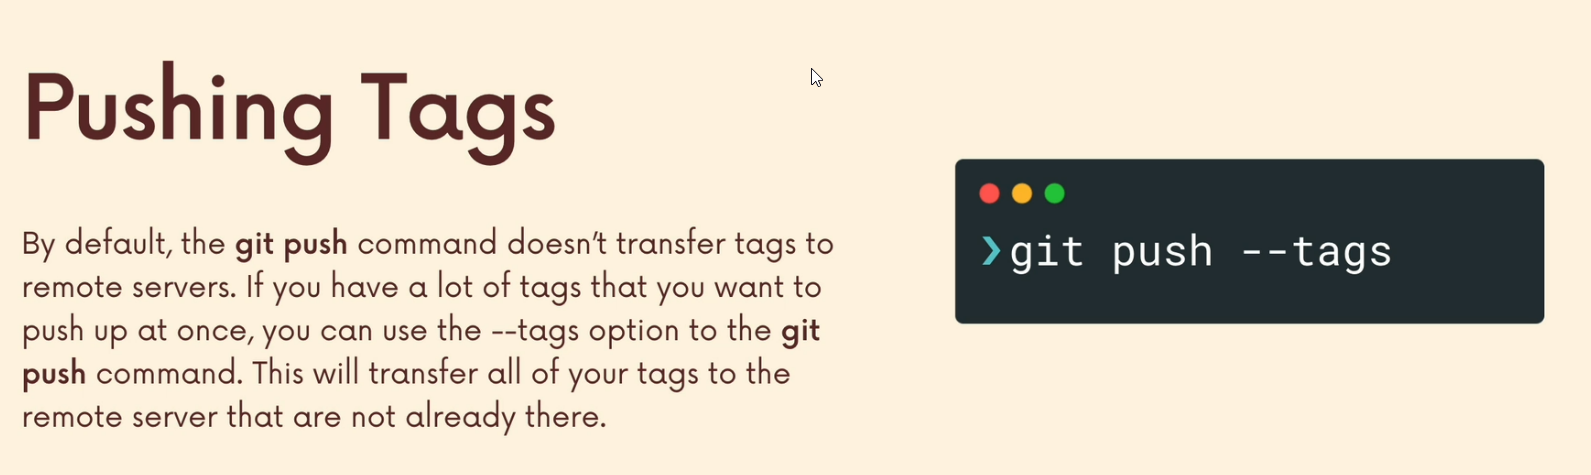 Pushing Tags
By default, the git push command doesn't transfer tags to
remote servers. If you have a lot of tags that you want to
push up at once, you can use the --tags option to the git
push command. This will transfer all of your tags to the
remote server that are not already there.
❯git push --tags